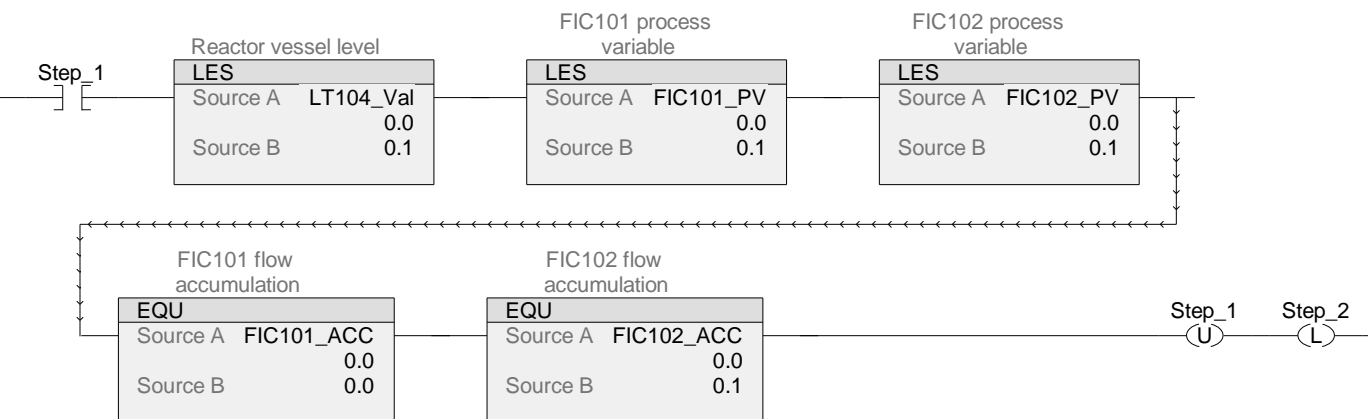 FIC101 process
variable
FIC102 process
variable
Reactor vessel level
Step_1
LES
Source A LT104_Val
0.0
Source B 0.1
LES
Source A FIC101_PV
0.0
Source B 0.1
LES
Source A FIC102_PV
0.0
Source B 0.1
FIC101 flow
accumulation
EQU
Source A FIC101_ACC
0.0
Source B 0.0
FIC102 flow
accumulation
EQU
Source A FIC102_ACC
0.0
Source B 0.1
Step_1
U
Step_2
L